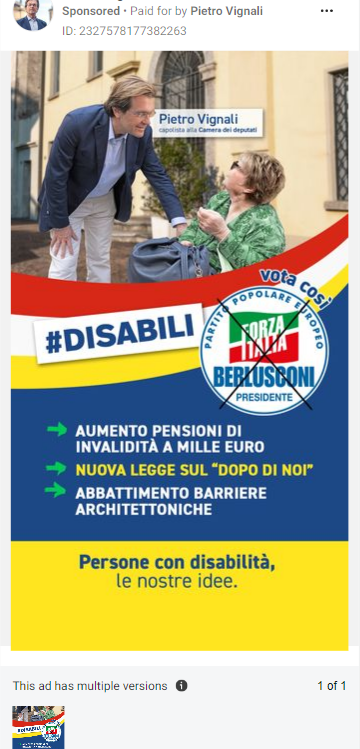 Sponsored • Paid for by Pietro Vignali
ID: 2327578177382263
Pietro Vignali
capolista alla Camera dei deputati
vota così
#DISABILI
PARTITO POPOLARE EUROPEO
FORZA
ITALIA
BERLUSCONI
PRESIDENTE
AUMENTO PENSIONI DI
INVALIDITÀ A MILLE EURO
NUOVA LEGGE SUL "DOPO DI NOI"
ABBATTIMENTO BARRIERE
ARCHITETTONICHE
Persone con disabilità,
le nostre idee.
This ad has multiple versions
1 of 1